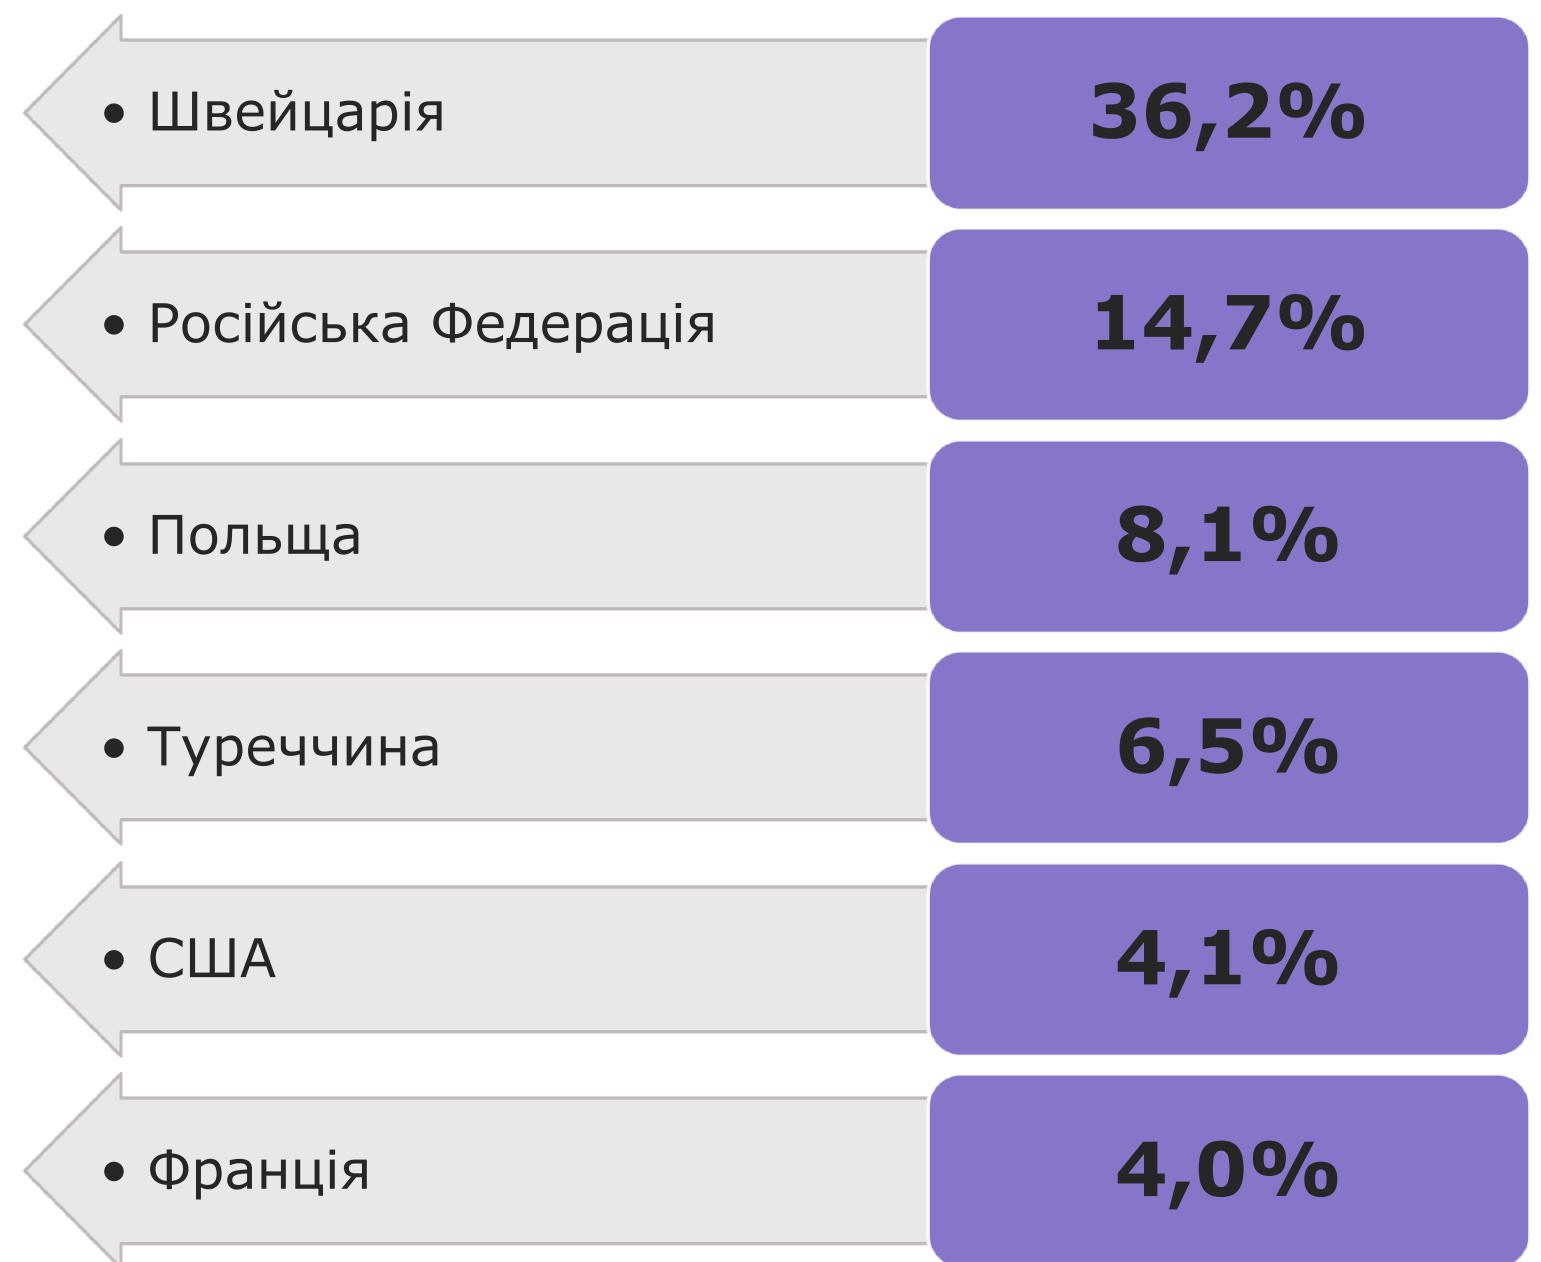 • Швейцарія 36,2%
• Російська Федерація 14,7%
• Польща 8,1%
• Туреччина 6,5%
• США 4,1%
• Франція 4,0%